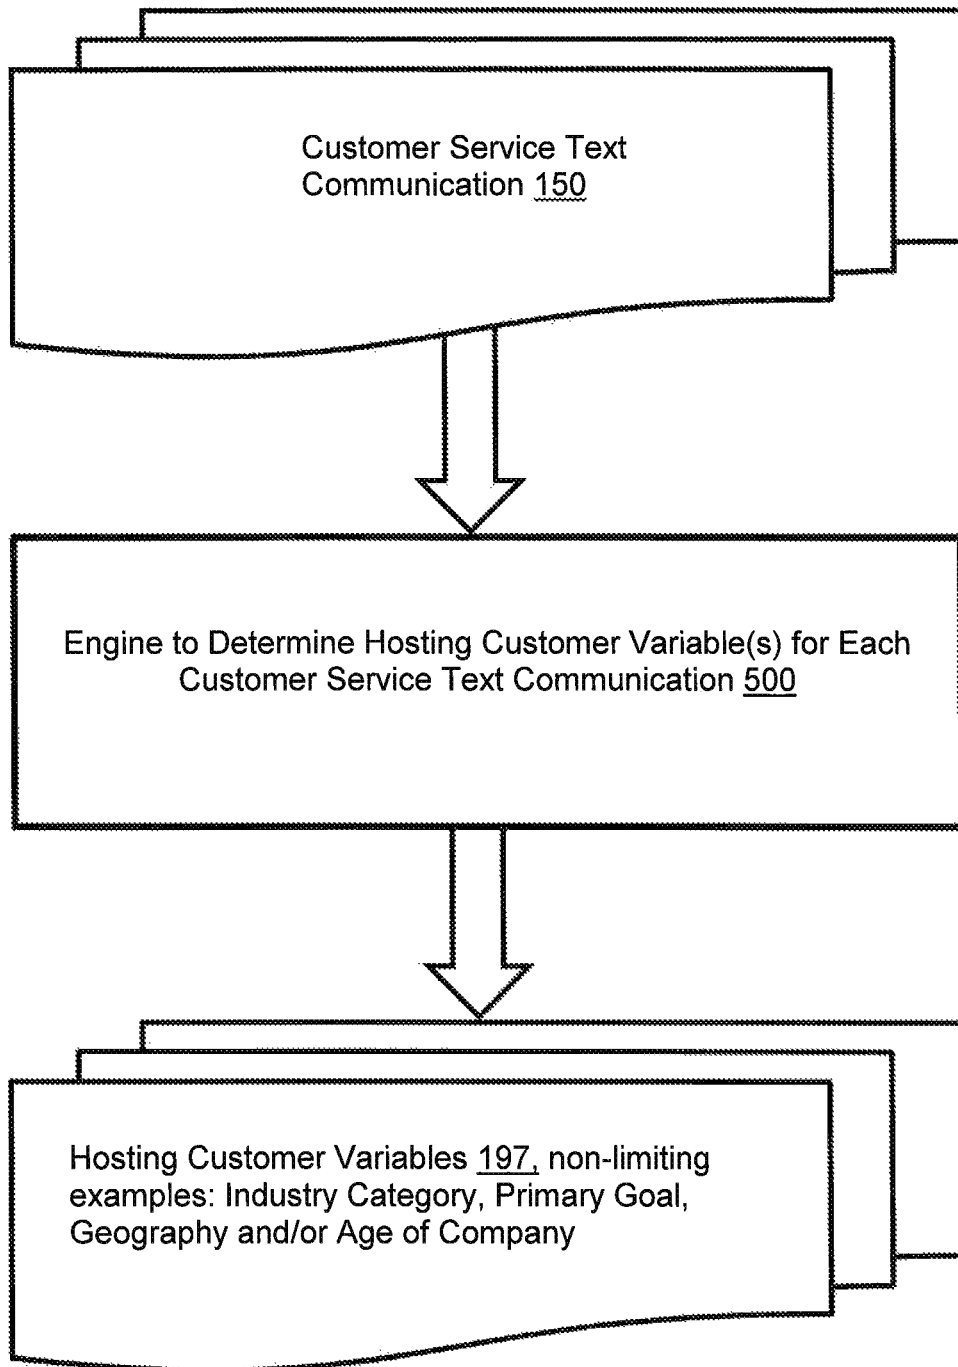 Customer Service Text
Communication 150
Engine to Determine Hosting Customer Variable(s) for Each
Customer Service Text Communication 500
Hosting Customer Variables 197, non-limiting
examples: Industry Category, Primary Goal,
Geography and/or Age of Company